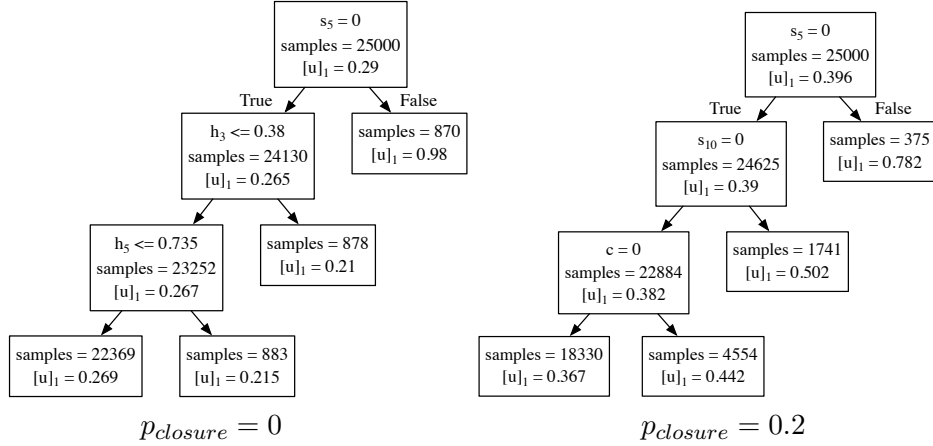 s₅ = 0
samples = 25000
[u]₁ = 0.29
True
False
h₃ <= 0.38
samples = 24130
[u]₁ = 0.265
samples = 870
[u]₁ = 0.98
h₅ <= 0.735
samples = 23252
[u]₁ = 0.267
samples = 878
[u]₁ = 0.21
samples = 22369
[u]₁ = 0.269
samples = 883
[u]₁ = 0.215
p_closure = 0
s₅ = 0
samples = 25000
[u]₁ = 0.396
True
False
s₁₀ = 0
samples = 24625
[u]₁ = 0.39
samples = 375
[u]₁ = 0.782
c = 0
samples = 22884
[u]₁ = 0.382
samples = 1741
[u]₁ = 0.502
samples = 18330
[u]₁ = 0.367
samples = 4554
[u]₁ = 0.442
p_closure = 0.2